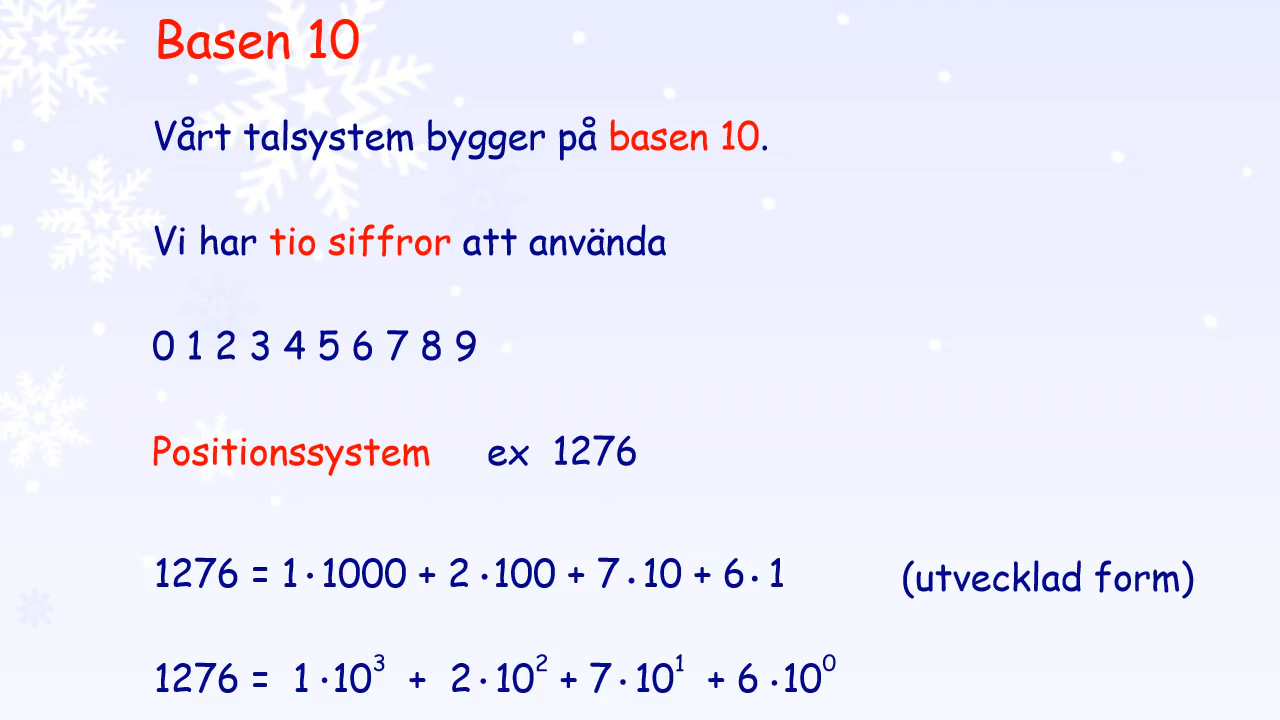 Basen 10
Vårt talsystem bygger på basen 10.
Vi har tio siffror att använda
0 1 2 3 4 5 6 7 8 9
Positionssystem ex 1276
1276 = 1·1000 + 2·100 + 7·10 + 6·1 (utvecklad form)
1276 = 1·10³ + 2·10² + 7·10¹ + 6·10⁰